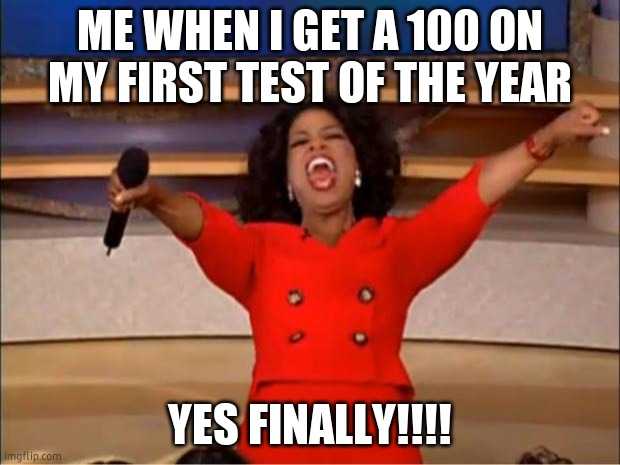 ME WHEN I GET A 100 ON
MY FIRST TEST OF THE YEAR
YES FINALLY!!!!
imgflip.com